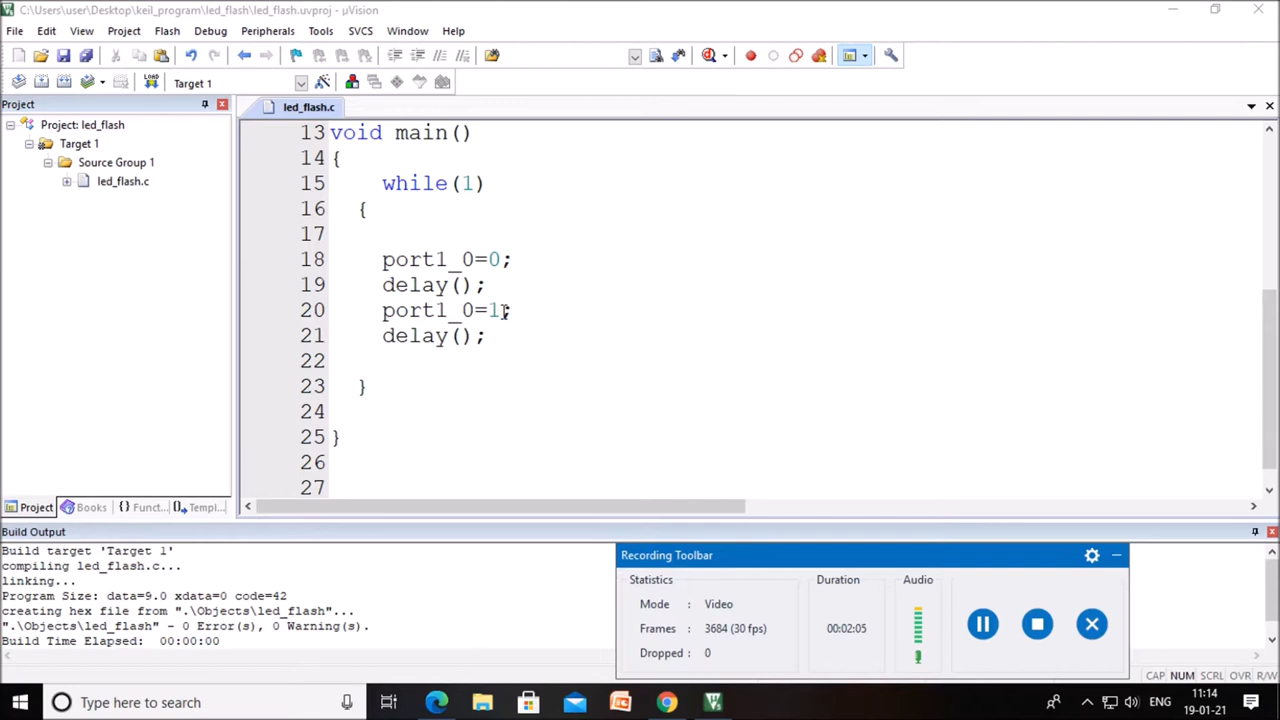 C:\Users\user\Desktop\keil_program\led_flash\led_flash.uvproj - µVision
File Edit View Project Flash Debug Peripherals Tools SVCS Window Help
LOAD Target 1
Project
led_flash.c
Project: led_flash
Target 1
Source Group 1
led_flash.c
13 void main()
14 {
15 while(1)
16 {
17
18 port1_0=0;
19 delay();
20 port1_0=1;
21 delay();
22
23 }
24
25 }
26
27
Project Books {} Funct... Templ...
Build Output
Build target 'Target 1'
compiling led_flash.c...
linking...
Program Size: data=9.0 xdata=0 code=42
creating hex file from ".\Objects\led_flash"...
".\Objects\led_flash" - 0 Error(s), 0 Warning(s).
Build Time Elapsed: 00:00:00
Recording Toolbar
Statistics Duration Audio
Mode : Video
Frames : 3684 (30 fps) 00:02:05
Dropped : 0
CAP NUM SCRL OVR R/W
Type here to search
ENG
11:14
19-01-21